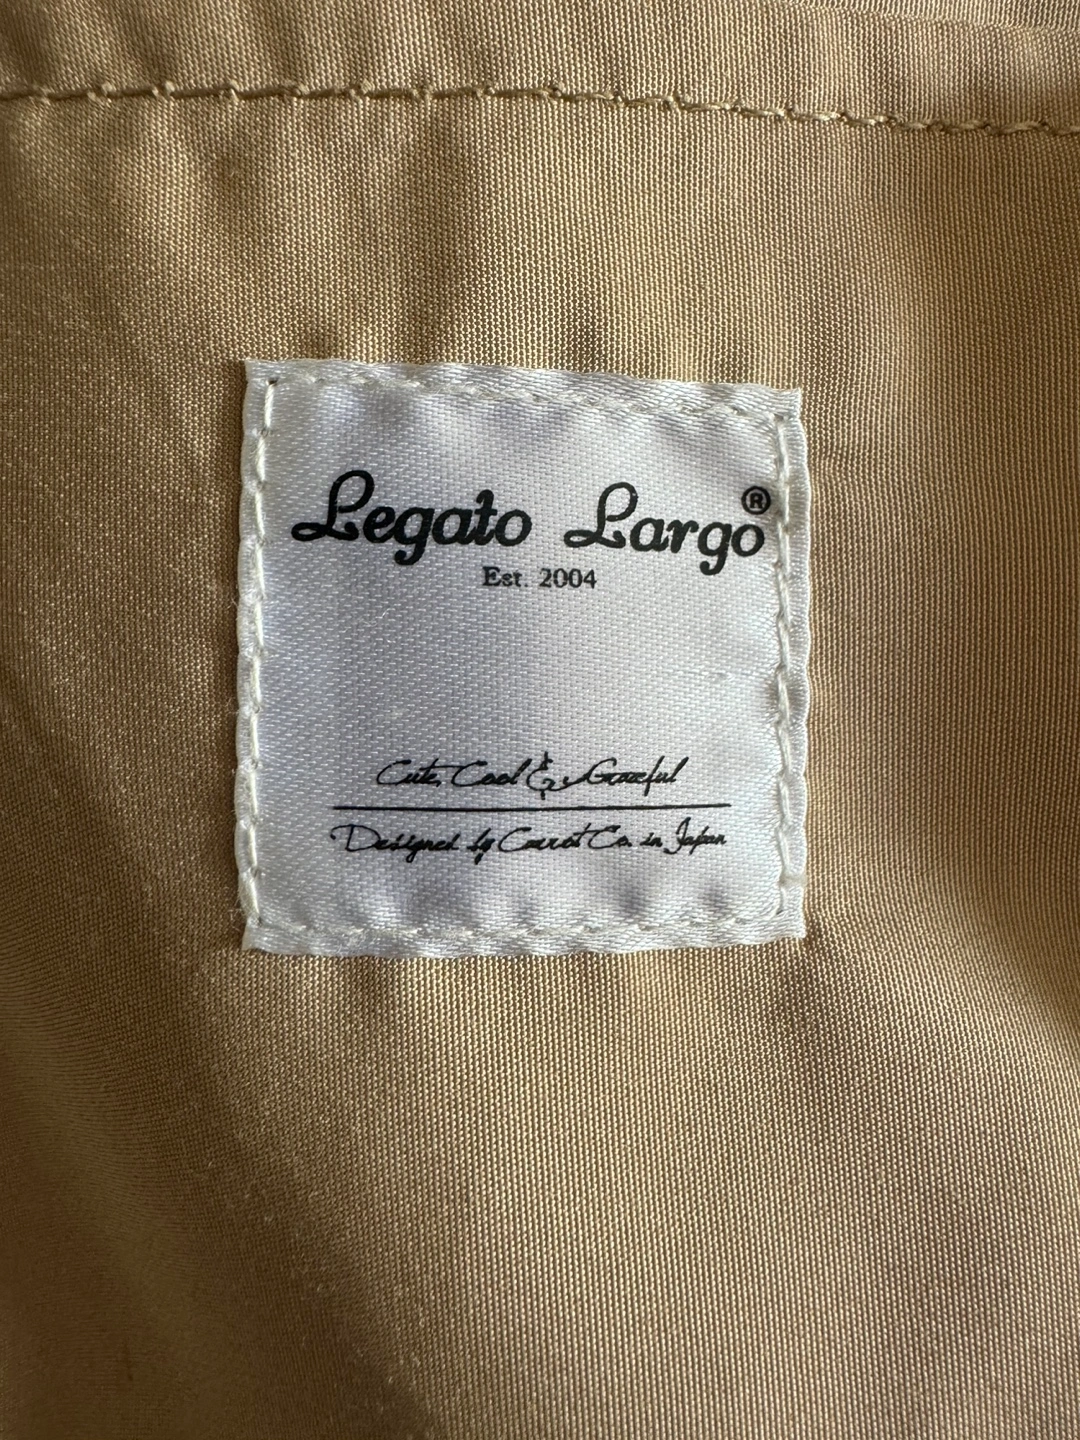 Legato Largo®
Est. 2004
Cute, Cool & Graceful
Designed by Carrot Co. in Japan